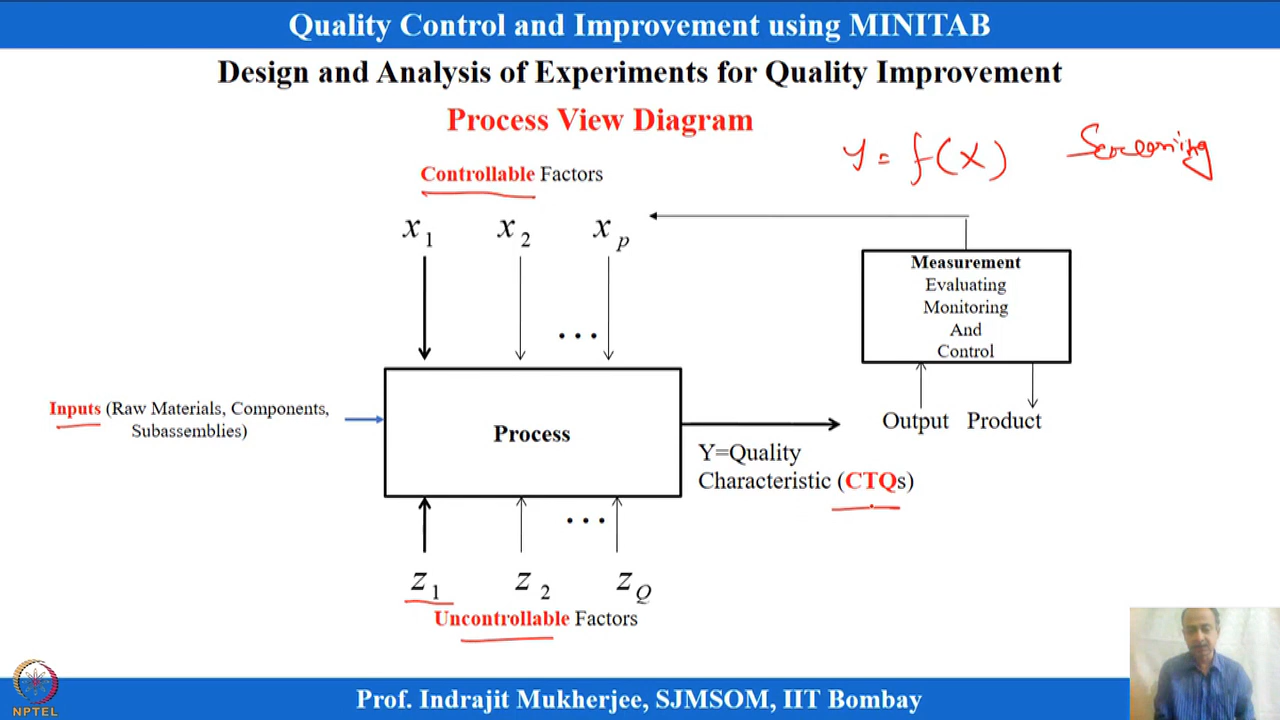 Quality Control and Improvement using MINITAB
Design and Analysis of Experiments for Quality Improvement
Process View Diagram
y = f(x) Screening
Controllable Factors
x1 x2 xp
Measurement
Evaluating
Monitoring
And
Control
...
Inputs (Raw Materials, Components,
Subassemblies)
Process
Output Product
Y=Quality
Characteristic (CTQs)
...
z1 z2 zQ
Uncontrollable Factors
NPTEL
Prof. Indrajit Mukherjee, SJMSOM, IIT Bombay